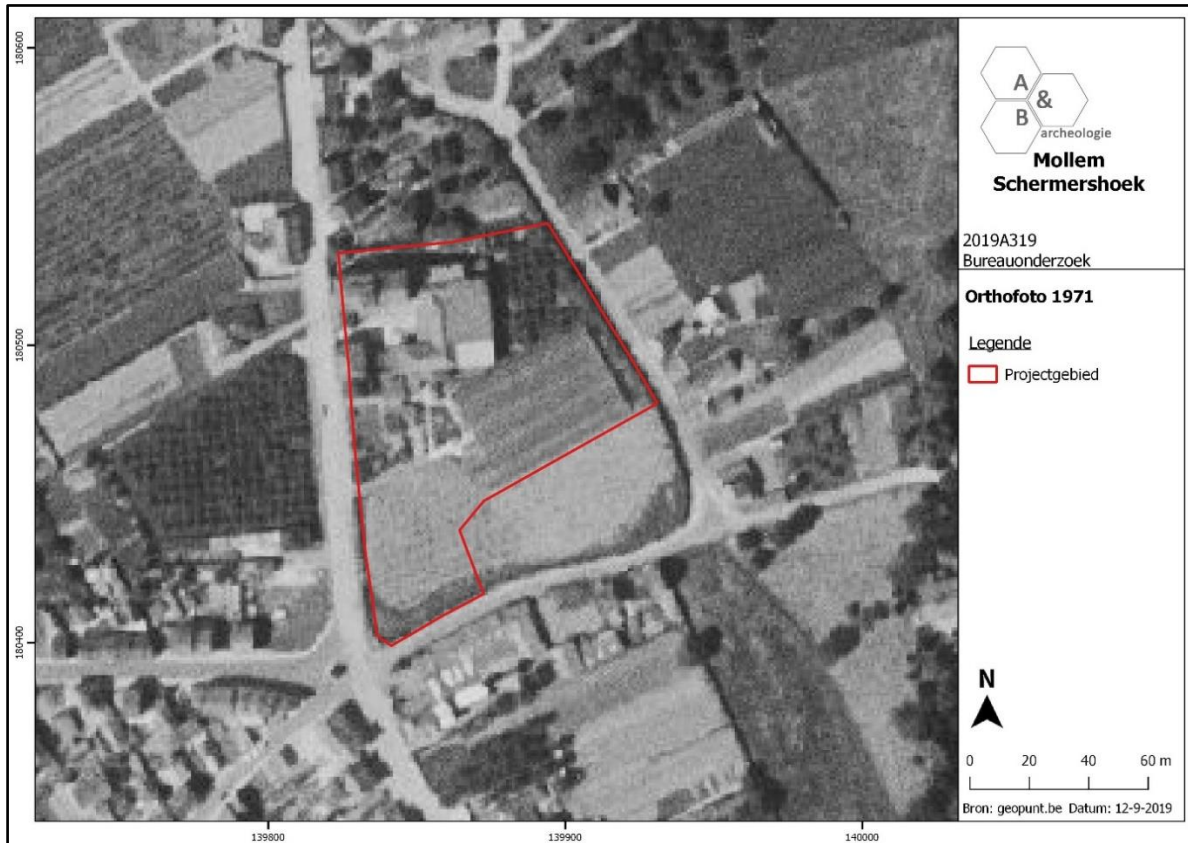 A
&
B
archeologie
Mollem
Schermershoek
2019A319
Bureauonderzoek
Orthofoto 1971
Legende
Projectgebied
N
0 20 40 60 m
Bron: geopunt.be Datum: 12-9-2019
180600
180500
180400
139800 139900 140000